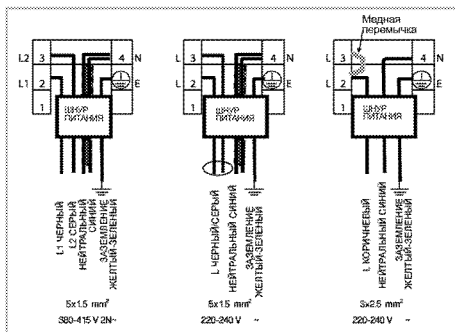 Медная
перемычка
L2 3 4 N
L1 2 E
1
ШНУР
ПИТАНИЯ
L1 ЧЕРНЫЙ
L2 СЕРЫЙ
НЕЙТРАЛЬНЫЙ
СИНИЙ
ЗАЗЕМЛЕНИЕ
ЖЕЛТЫЙ-ЗЕЛЕНЫЙ
5x1.5 mm²
380-415 V 2N~
L 3 4 N
L 2 E
1
ШНУР
ПИТАНИЯ
L ЧЕРНЫЙ/СЕРЫЙ
НЕЙТРАЛЬНЫЙ СИНИЙ
ЗАЗЕМЛЕНИЕ
ЖЕЛТЫЙ-ЗЕЛЕНЫЙ
5x1.5 mm²
220-240 V ~
L 3 4 N
L 2 E
1
ШНУР
ПИТАНИЯ
L КОРИЧНЕВЫЙ
НЕЙТРАЛЬНЫЙ СИНИЙ
ЗАЗЕМЛЕНИЕ
ЖЕЛТЫЙ-ЗЕЛЕНЫЙ
3x2.5 mm²
220-240 V ~